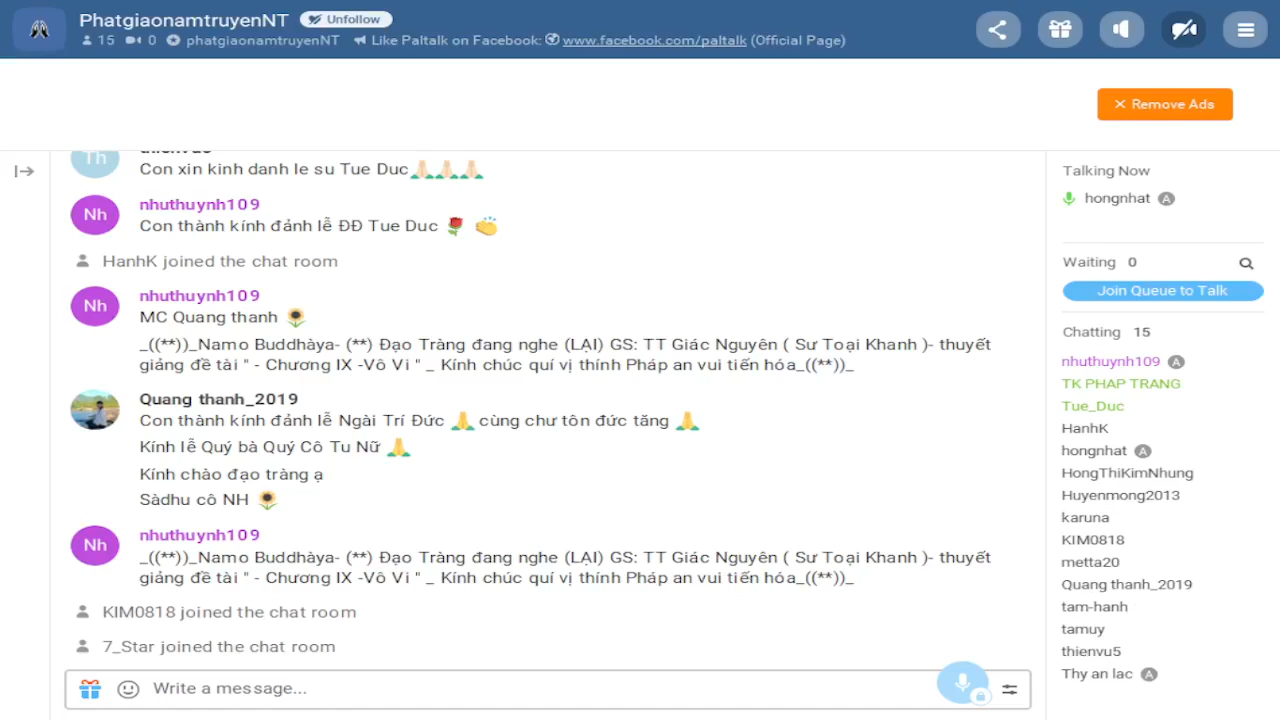 PhatgiaonamtruyenNT Unfollow
15 0 phatgiaonamtruyenNT Like Paltalk on Facebook: www.facebook.com/paltalk (Official Page)
Remove Ads
Th
Con xin kinh danh le su Tue Duc
Nh
nhuthuynh109
Con thành kính đảnh lễ ĐĐ Tue Duc
HanhK joined the chat room
Nh
nhuthuynh109
MC Quang thanh
_((**))_Namo Buddhàya- (**) Đạo Tràng đang nghe (LẠI) GS: TT Giác Nguyên ( Sư Toại Khanh )- thuyết
giảng đề tài " - Chương IX -Vô Vi " _ Kính chúc quí vị thính Pháp an vui tiến hóa_((**))_
Quang thanh_2019
Con thành kính đảnh lễ Ngài Trí Đức cùng chư tôn đức tăng
Kính lễ Quý bà Quý Cô Tu Nữ
Kính chào đạo tràng ạ
Sàdhu cô NH
Nh
nhuthuynh109
_((**))_Namo Buddhàya- (**) Đạo Tràng đang nghe (LẠI) GS: TT Giác Nguyên ( Sư Toại Khanh )- thuyết
giảng đề tài " - Chương IX -Vô Vi " _ Kính chúc quí vị thính Pháp an vui tiến hóa_((**))_
KIM0818 joined the chat room
7_Star joined the chat room
Write a message...
Talking Now
hongnhat A
Waiting 0
Join Queue to Talk
Chatting 15
nhuthuynh109 A
TK PHAP TRANG
Tue_Duc
HanhK
hongnhat A
HongThiKimNhung
Huyenmong2013
karuna
KIM0818
metta20
Quang thanh_2019
tam-hanh
tamuy
thienvu5
Thy an lac A